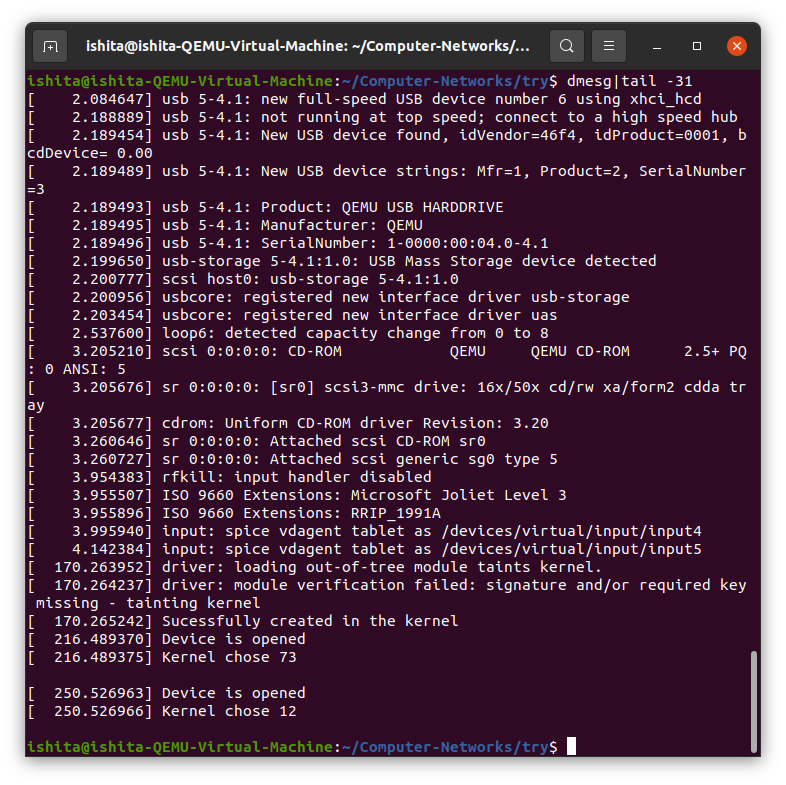 ishita@ishita-QEMU-Virtual-Machine: ~/Computer-Networks/...
ishita@ishita-QEMU-Virtual-Machine:~/Computer-Networks/try$ dmesg|tail -31
[    2.084647] usb 5-4.1: new full-speed USB device number 6 using xhci_hcd
[    2.188889] usb 5-4.1: not running at top speed; connect to a high speed hub
[    2.189454] usb 5-4.1: New USB device found, idVendor=46f4, idProduct=0001, b
cdDevice= 0.00
[    2.189489] usb 5-4.1: New USB device strings: Mfr=1, Product=2, SerialNumber
=3
[    2.189493] usb 5-4.1: Product: QEMU USB HARDDRIVE
[    2.189495] usb 5-4.1: Manufacturer: QEMU
[    2.189496] usb 5-4.1: SerialNumber: 1-0000:00:04.0-4.1
[    2.199650] usb-storage 5-4.1:1.0: USB Mass Storage device detected
[    2.200777] scsi host0: usb-storage 5-4.1:1.0
[    2.200956] usbcore: registered new interface driver usb-storage
[    2.203454] usbcore: registered new interface driver uas
[    2.537600] loop6: detected capacity change from 0 to 8
[    3.205210] scsi 0:0:0:0: CD-ROM            QEMU     QEMU CD-ROM      2.5+ PQ
: 0 ANSI: 5
[    3.205676] sr 0:0:0:0: [sr0] scsi3-mmc drive: 16x/50x cd/rw xa/form2 cdda tr
ay
[    3.205677] cdrom: Uniform CD-ROM driver Revision: 3.20
[    3.260646] sr 0:0:0:0: Attached scsi CD-ROM sr0
[    3.260727] sr 0:0:0:0: Attached scsi generic sg0 type 5
[    3.954383] rfkill: input handler disabled
[    3.955507] ISO 9660 Extensions: Microsoft Joliet Level 3
[    3.955896] ISO 9660 Extensions: RRIP_1991A
[    3.995940] input: spice vdagent tablet as /devices/virtual/input/input4
[    4.142384] input: spice vdagent tablet as /devices/virtual/input/input5
[  170.263952] driver: loading out-of-tree module taints kernel.
[  170.264237] driver: module verification failed: signature and/or required key
 missing - tainting kernel
[  170.265242] Sucessfully created in the kernel
[  216.489370] Device is opened
[  216.489375] Kernel chose 73
[  250.526963] Device is opened
[  250.526966] Kernel chose 12
ishita@ishita-QEMU-Virtual-Machine:~/Computer-Networks/try$